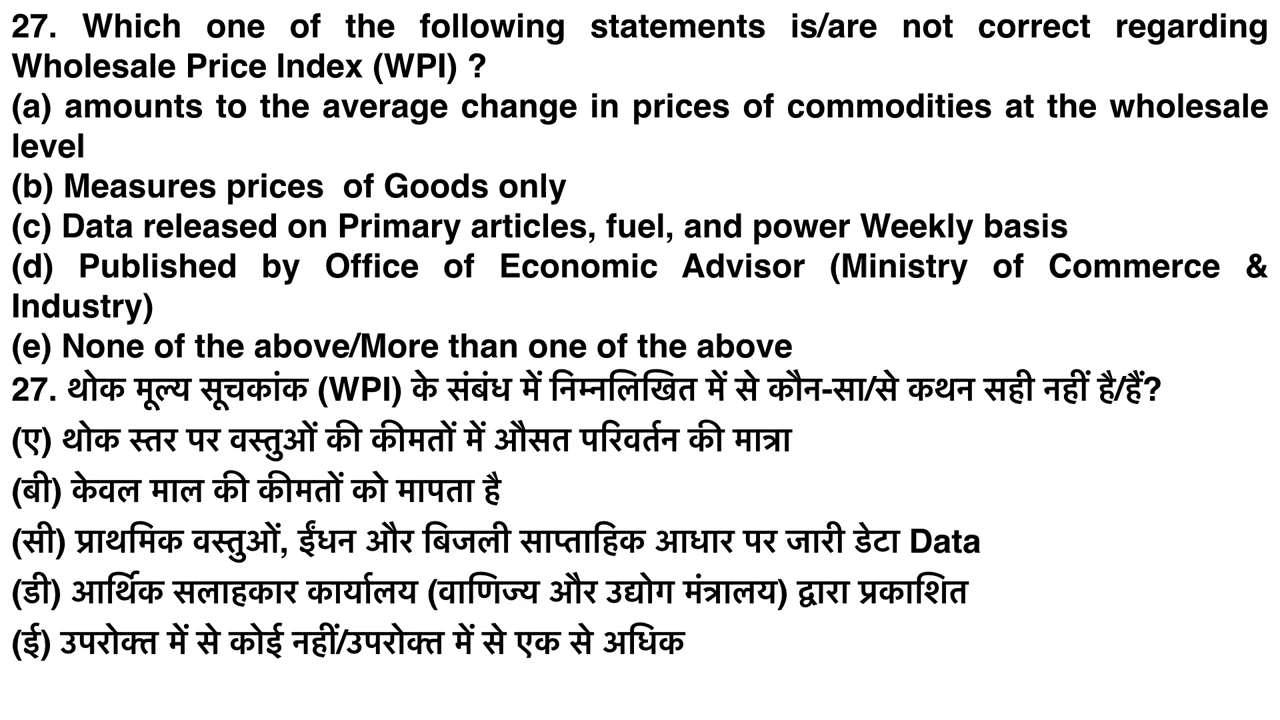 27. Which one of the following statements is/are not correct regarding
Wholesale Price Index (WPI) ?
(a) amounts to the average change in prices of commodities at the wholesale
level
(b) Measures prices  of Goods only
(c) Data released on Primary articles, fuel, and power Weekly basis
(d) Published by Office of Economic Advisor (Ministry of Commerce &
Industry)
(e) None of the above/More than one of the above
27. थोक मूल्य सूचकांक (WPI) के संबंध में निम्नलिखित में से कौन-सा/से कथन सही नहीं है/हैं?
(ए) थोक स्तर पर वस्तुओं की कीमतों में औसत परिवर्तन की मात्रा
(बी) केवल माल की कीमतों को मापता है
(सी) प्राथमिक वस्तुओं, ईंधन और बिजली साप्ताहिक आधार पर जारी डेटा Data
(डी) आर्थिक सलाहकार कार्यालय (वाणिज्य और उद्योग मंत्रालय) द्वारा प्रकाशित
(ई) उपरोक्त में से कोई नहीं/उपरोक्त में से एक से अधिक